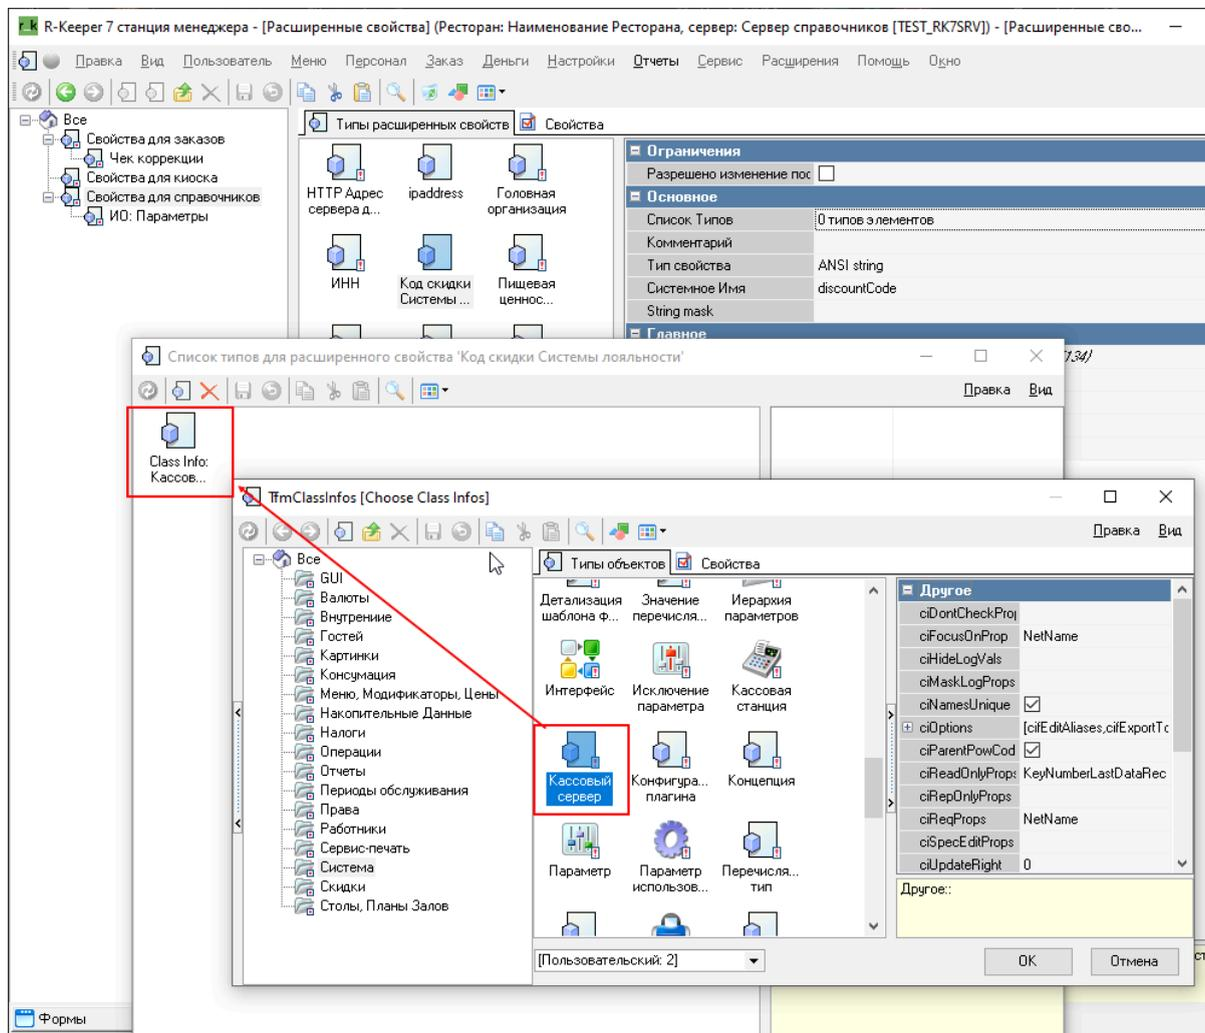 R-Keeper 7 станция менеджера - [Расширенные свойства] (Ресторан: Наименование Ресторана, сервер: Сервер справочников [TEST_RK7SRV]) - [Расширенные сво...
Правка Вид Пользователь Меню Персонал Заказ Деньги Настройки Отчеты Сервис Расширения Помощь Окно
Все
Свойства для заказов
Чек коррекции
Свойства для киоска
Свойства для справочников
ИО: Параметры
Типы расширенных свойств
Свойства
HTTP Адрес
сервера д...
ipaddress
Головная
организация
ИНН
Код скидки
Системы ...
Пищевая
ценнос...
Ограничения
Разрешено изменение пос
Основное
Список Типов 0 типов элементов
Комментарий
Тип свойства ANSI string
Системное Имя discountCode
String mask
Главное
134}
Список типов для расширенного свойства 'Код скидки Системы лояльности'
Правка Вид
Class Info:
Кассов...
TfmClassInfos [Choose Class Infos]
Правка Вид
Все
GUI
Валюты
Внутренние
Гостей
Картинки
Консумация
Меню, Модификаторы, Цены
Накопительные Данные
Налоги
Операции
Отчеты
Периоды обслуживания
Права
Работники
Сервис-печать
Система
Скидки
Столы, Планы Залов
Типы объектов
Свойства
Детализация
шаблона ф...
Значение
перечисля...
Иерархия
параметров
Интерфейс
Исключение
параметра
Кассовая
станция
Кассовый
сервер
Конфигура...
плагина
Концепция
Параметр
Параметр
использов...
Перечисля...
тип
[Пользовательский: 2]
Другое
ciDontCheckProp
ciFocusOnProp NetName
ciHideLogVals
ciMaskLogProps
ciNamesUnique
ciOptions [cifEditAliases,cifExportTo
ciParentPowCod
ciReadOnlyProps KeyNumberLastDataRec
ciRepOnlyProps
ciReqProps NetName
ciSpecEditProps
ciUpdateRight 0
Другое::
OK
Отмена
ст
Формы